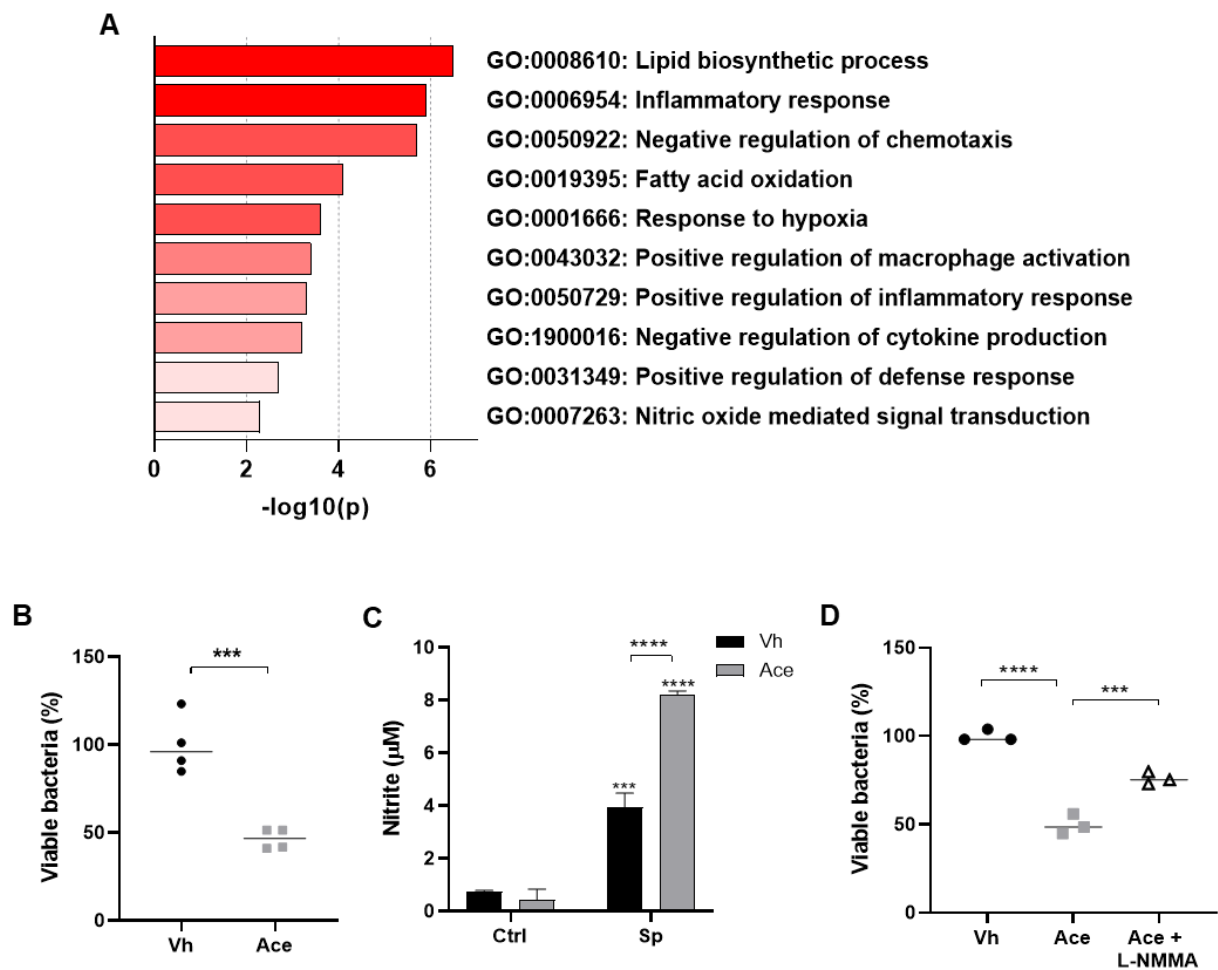 A
GO:0008610: Lipid biosynthetic process
GO:0006954: Inflammatory response
GO:0050922: Negative regulation of chemotaxis
GO:0019395: Fatty acid oxidation
GO:0001666: Response to hypoxia
GO:0043032: Positive regulation of macrophage activation
GO:0050729: Positive regulation of inflammatory response
GO:1900016: Negative regulation of cytokine production
GO:0031349: Positive regulation of defense response
GO:0007263: Nitric oxide mediated signal transduction
0 2 4 6
-log10(p)
B
Viable bacteria (%)
150
100
50
0
***
Vh Ace
C
Nitrite (µM)
10
8
6
4
2
0
****
***
****
Vh
Ace
Ctrl Sp
D
Viable bacteria (%)
150
100
50
0
****
***
Vh Ace Ace +
L-NMMA